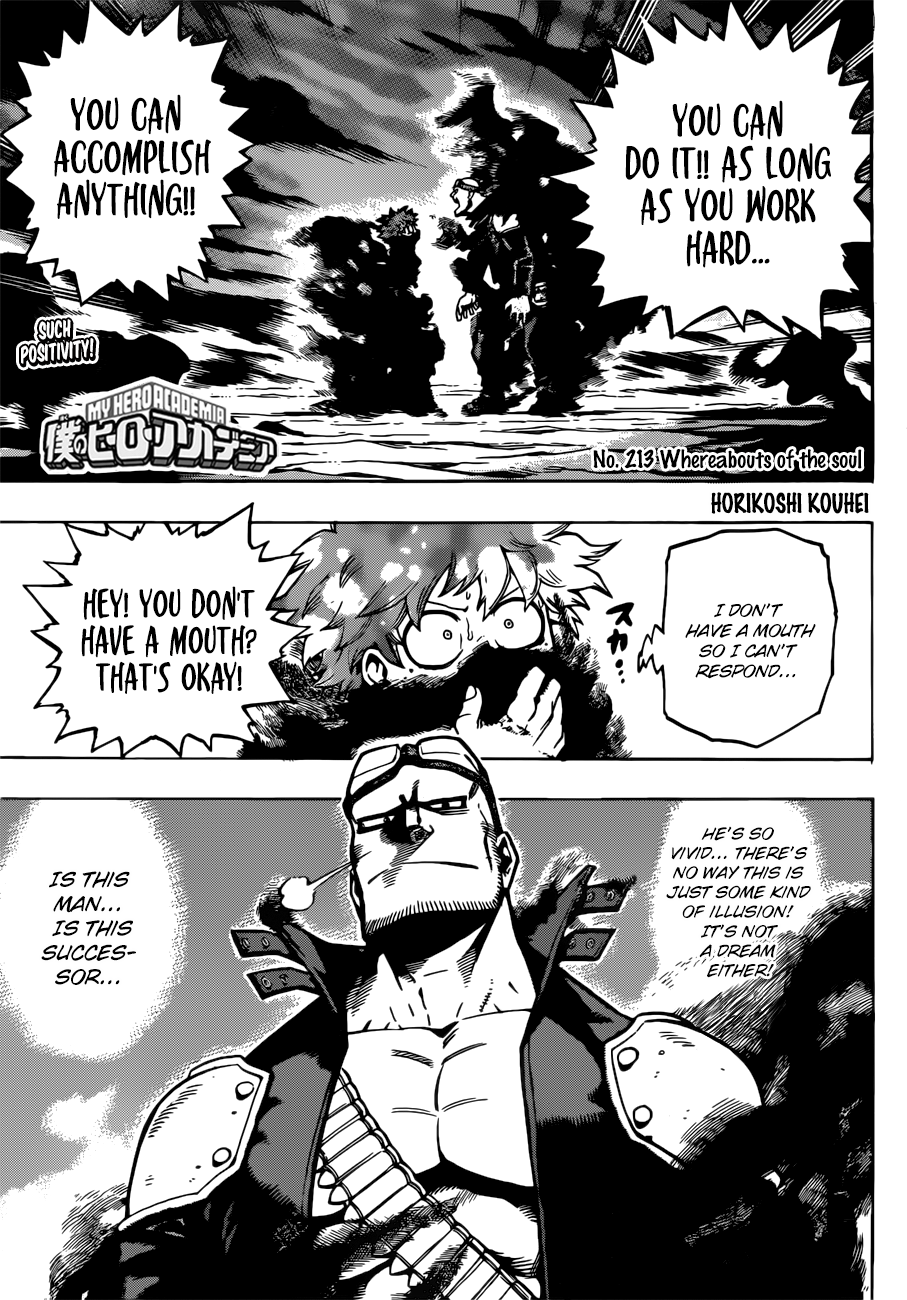 YOU CAN
DO IT!! AS LONG
AS YOU WORK
HARD...
YOU CAN
ACCOMPLISH
ANYTHING!!
SUCH
POSITIVITY!
MY HERO ACADEMIA
僕のヒーローアカデミア
No. 213 Whereabouts of the soul
HORIKOSHI KOUHEI
I DON'T
HAVE A MOUTH
SO I CAN'T
RESPOND...
スカ...
HEY! YOU DON'T
HAVE A MOUTH?
THAT'S OKAY!
HE'S SO
VIVID... THERE'S
NO WAY THIS IS
JUST SOME KIND
OF ILLUSION!
IT'S NOT
A DREAM
EITHER!
IS THIS
MAN...
IS THIS
SUCCES-
SOR...